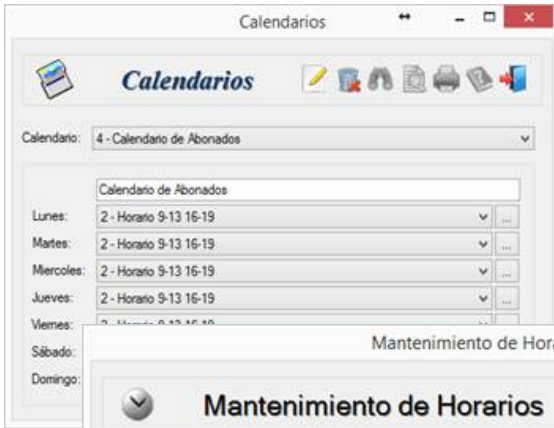 Calendarios
Calendarios
Calendario: 4 - Calendario de Abonados
Calendario de Abonados
Lunes: 2 - Horario 9-13 16-19 ...
Martes: 2 - Horario 9-13 16-19 ...
Miercoles: 2 - Horario 9-13 16-19 ...
Jueves: 2 - Horario 9-13 16-19 ...
Viernes:
Mantenimiento de Hora
Sábado:
Domingo:
Mantenimiento de Horarios